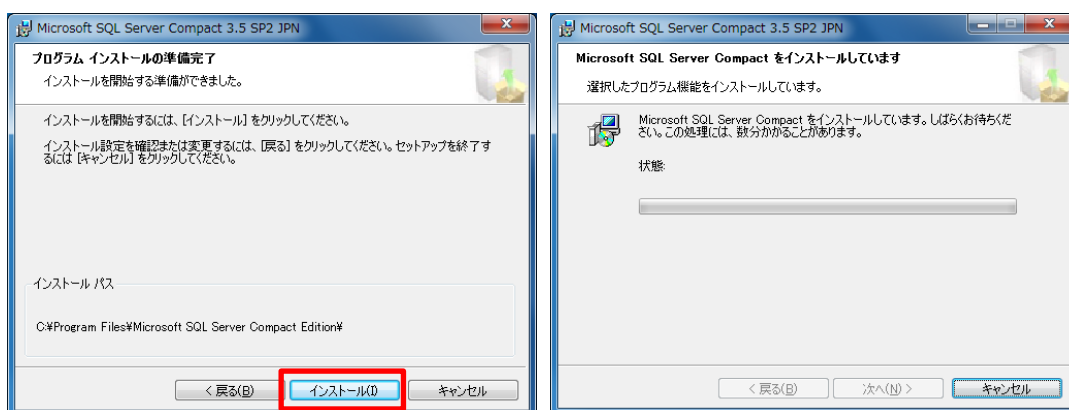 Microsoft SQL Server Compact 3.5 SP2 JPN
プログラム インストールの準備完了
インストールを開始する準備ができました。
インストールを開始するには、[インストール] をクリックしてください。
インストール設定を確認または変更するには、[戻る] をクリックしてください。セットアップを終了す
るには [キャンセル] をクリックしてください。
インストール パス
C:¥Program Files¥Microsoft SQL Server Compact Edition¥
< 戻る(B)
インストール(I)
キャンセル
Microsoft SQL Server Compact 3.5 SP2 JPN
Microsoft SQL Server Compact をインストールしています
選択したプログラム機能をインストールしています。
Microsoft SQL Server Compact をインストールしています。しばらくお待ちくだ
さい。この処理には、数分かかることがあります。
状態:
< 戻る(B)
次へ(N) >
キャンセル